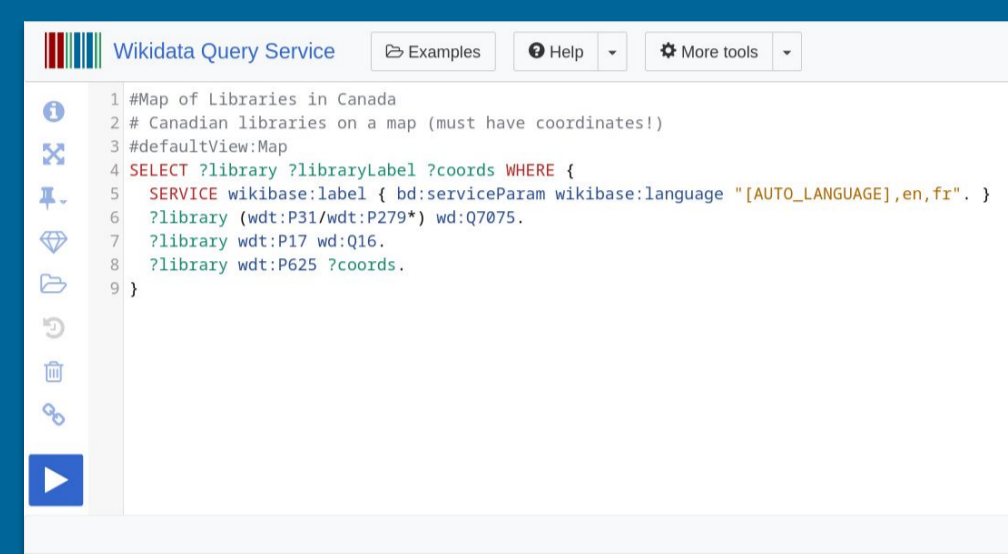 Wikidata Query Service Examples Help More tools
1 #Map of Libraries in Canada
2 # Canadian libraries on a map (must have coordinates!)
3 #defaultView:Map
4 SELECT ?library ?libraryLabel ?coords WHERE {
5   SERVICE wikibase:label { bd:serviceParam wikibase:language "[AUTO_LANGUAGE],en,fr". }
6   ?library (wdt:P31/wdt:P279*) wd:Q7075.
7   ?library wdt:P17 wd:Q16.
8   ?library wdt:P625 ?coords.
9 }